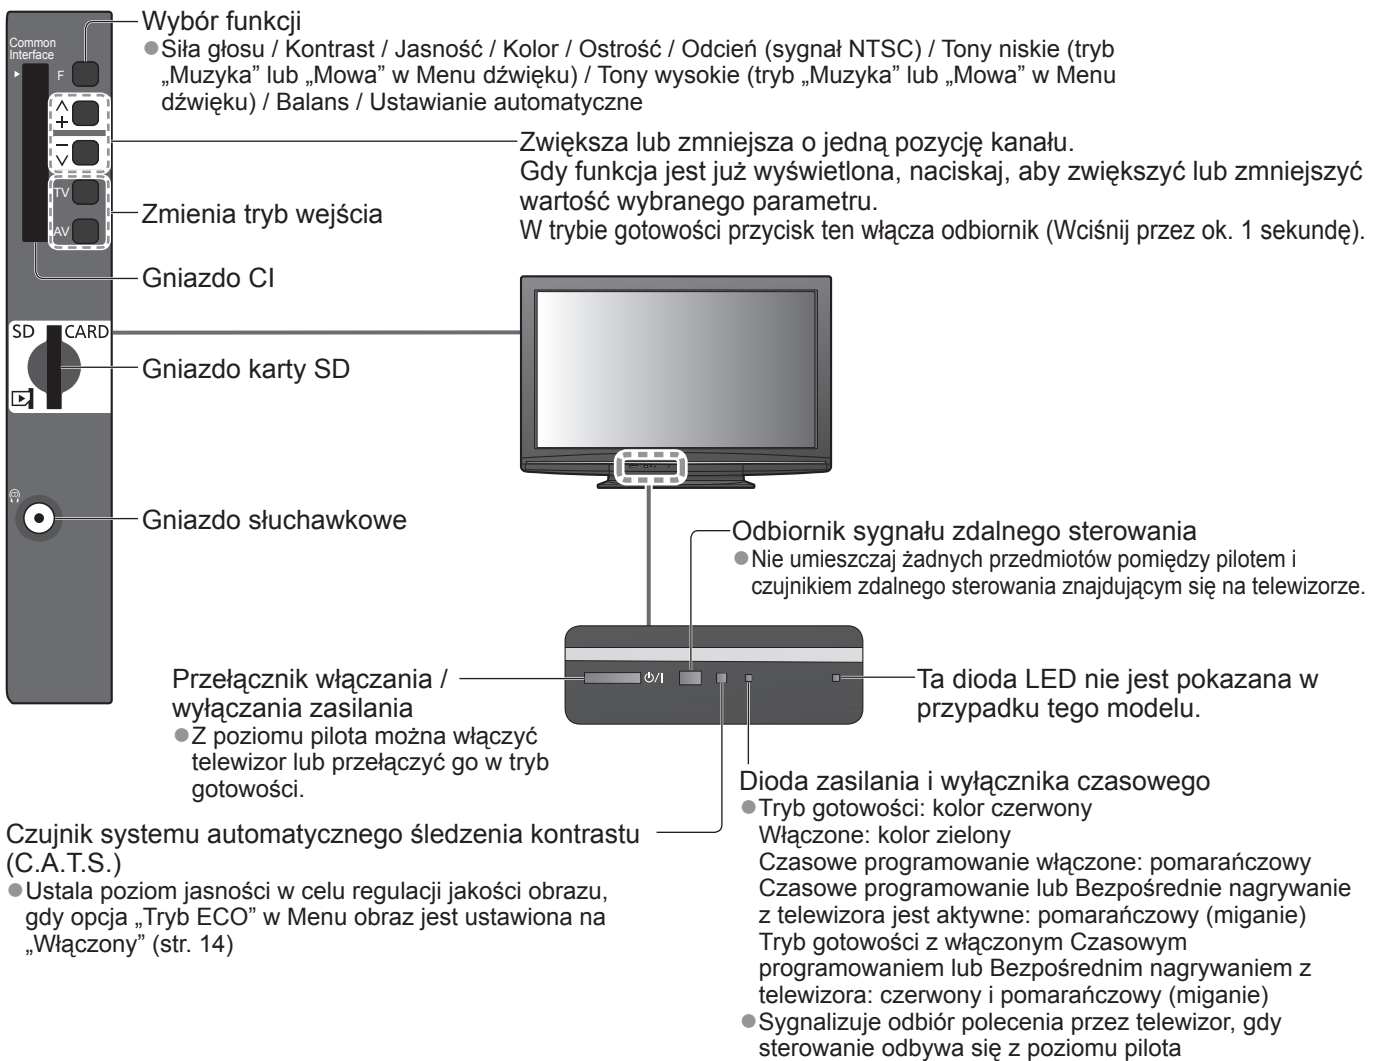 Wybór funkcji
Siła głosu / Kontrast / Jasność / Kolor / Ostrość / Odcień (sygnał NTSC) / Tony niskie (tryb
„Muzyka” lub „Mowa” w Menu dźwięku) / Tony wysokie (tryb „Muzyka” lub „Mowa” w Menu
dźwięku) / Balans / Ustawianie automatyczne
Common
Interface
F
+
−
TV
AV
Zwiększa lub zmniejsza o jedną pozycję kanału.
Gdy funkcja jest już wyświetlona, naciskaj, aby zwiększyć lub zmniejszyć
wartość wybranego parametru.
W trybie gotowości przycisk ten włącza odbiornik (Wciśnij przez ok. 1 sekundę).
Zmienia tryb wejścia
Gniazdo CI
SD CARD
Gniazdo karty SD
Gniazdo słuchawkowe
Odbiornik sygnału zdalnego sterowania
Nie umieszczaj żadnych przedmiotów pomiędzy pilotem i
czujnikiem zdalnego sterowania znajdującym się na telewizorze.
⏻/I
Przełącznik włączania /
wyłączania zasilania
Z poziomu pilota można włączyć
telewizor lub przełączyć go w tryb
gotowości.
Ta dioda LED nie jest pokazana w
przypadku tego modelu.
Czujnik systemu automatycznego śledzenia kontrastu
(C.A.T.S.)
Ustala poziom jasności w celu regulacji jakości obrazu,
gdy opcja „Tryb ECO” w Menu obraz jest ustawiona na
„Włączony” (str. 14)
Dioda zasilania i wyłącznika czasowego
Tryb gotowości: kolor czerwony
Włączone: kolor zielony
Czasowe programowanie włączone: pomarańczowy
Czasowe programowanie lub Bezpośrednie nagrywanie
z telewizora jest aktywne: pomarańczowy (miganie)
Tryb gotowości z włączonym Czasowym
programowaniem lub Bezpośrednim nagrywaniem z
telewizora: czerwony i pomarańczowy (miganie)
Sygnalizuje odbiór polecenia przez telewizor, gdy
sterowanie odbywa się z poziomu pilota